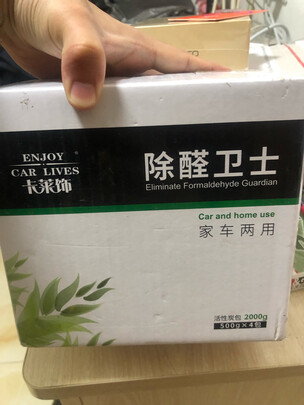 ENJOY
CAR LIVES
卡莱饰
除醛卫士
Eliminate Formaldehyde Guardian
Car and home use
家车两用
活性炭包 2000g
500g×4包